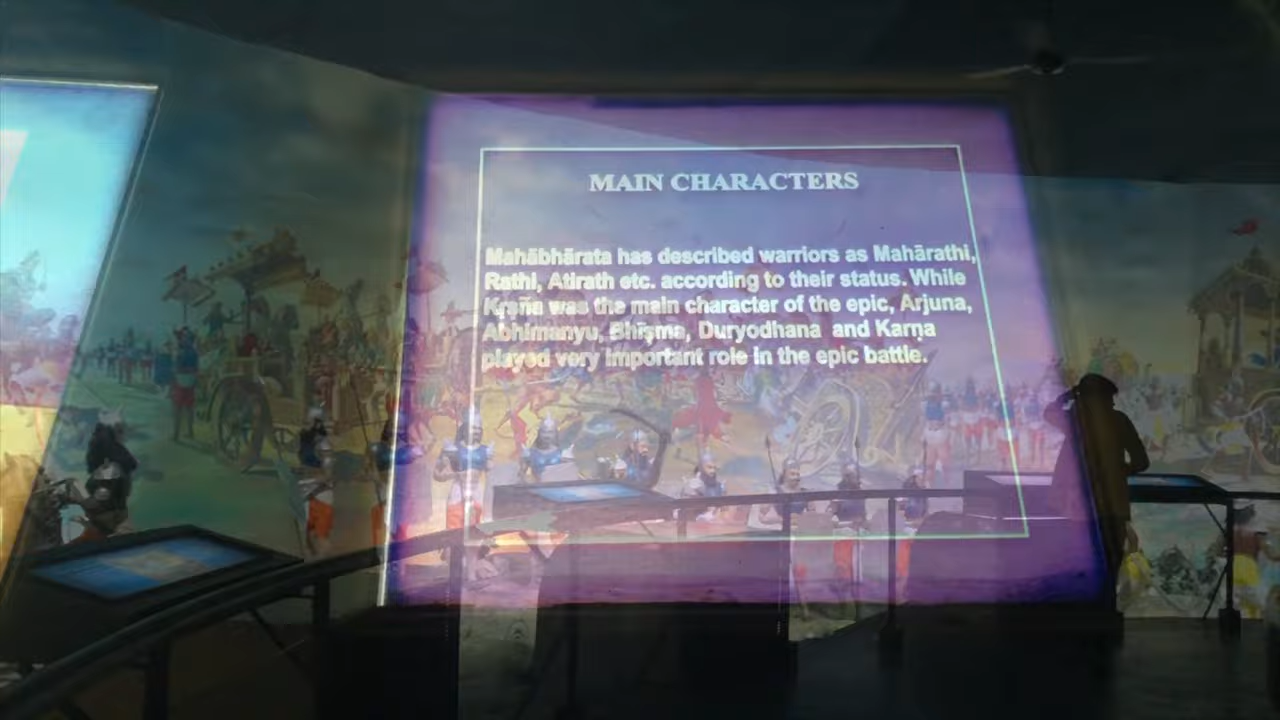 MAIN CHARACTERS
Mahābhārata has described warriors as Mahārathi,
Rathi, Atirath etc. according to their status. While
Kṛṣṇa was the main character of the epic, Arjuna,
Abhimanyu, Bhīṣma, Duryodhana and Karṇa
played very important role in the epic battle.